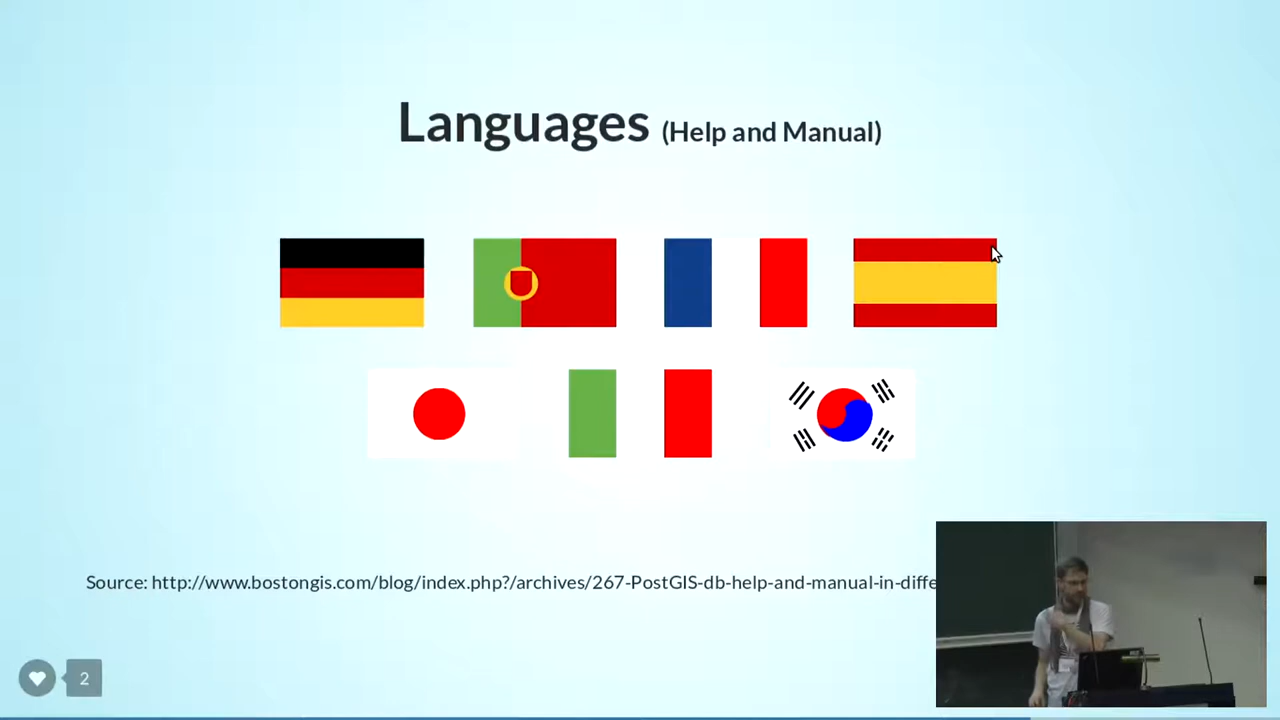 Languages (Help and Manual)
Source: http://www.bostongis.com/blog/index.php?/archives/267-PostGIS-db-help-and-manual-in-diffe
2